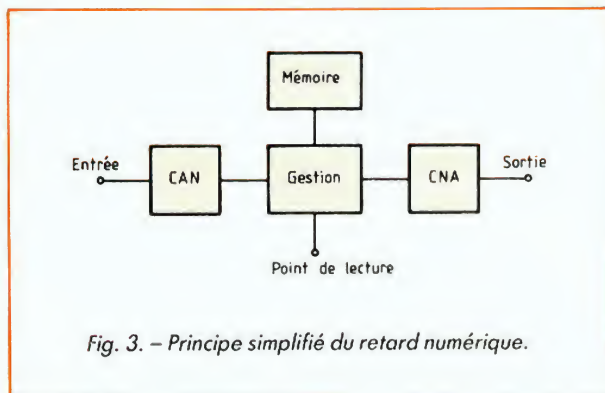 Mémoire
Entrée
CAN
Gestion
CNA
Sortie
Point de lecture
Fig. 3. – Principe simplifié du retard numérique.